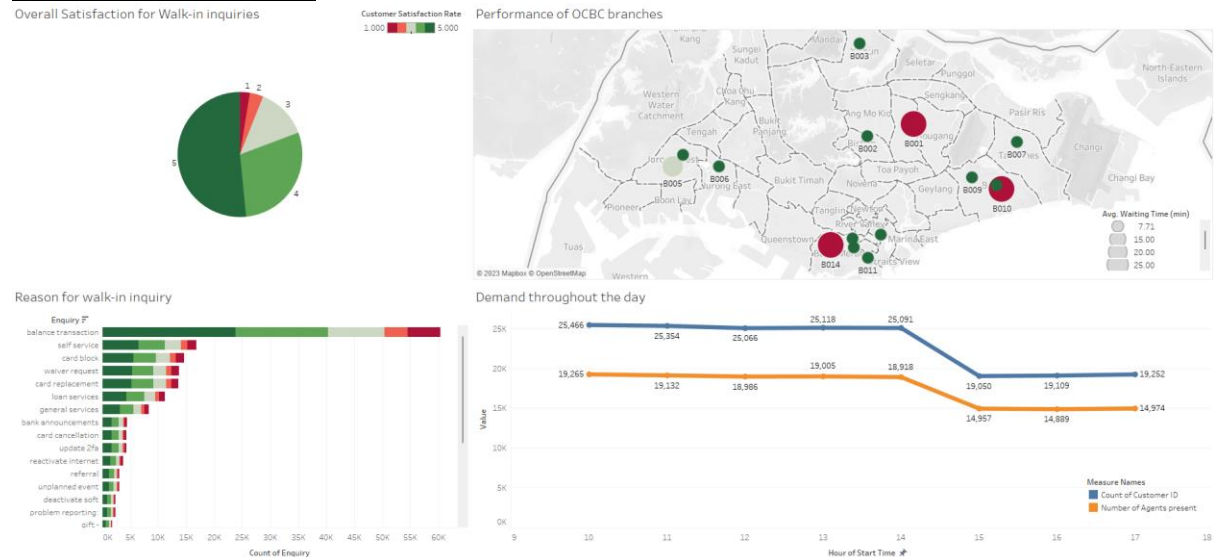 Overall Satisfaction for Walk-in inquiries
Customer Satisfaction Rate
1.000 5.000
1
2
3
4
5
Performance of OCBC branches
Kang
Sungei
Kadut
Mandai
Seletar
Punggol
North-Eastern
Islands
Western
Water
Catchment
Choa Chu
Kang
Sengkang
Tengah
Bukit
Panjang
Ang Mo Kio
Pasir Ris
Changi
Changi Bay
B003
B001
B002
B007
B005
B006
B009
B010
B014
B011
Toa Payoh
Bukit Timah
Novena
Geylang
Pioneer
Boon Lay
Tanglin
Newton
River Valley
Queenstown
Tuas
Western
Avg. Waiting Time (min)
7.71
15.00
20.00
25.00
© 2023 Mapbox © OpenStreetMap
Reason for walk-in inquiry
Enquiry
balance transaction
self service
card block
waiver request
card replacement
loan services
general services
bank announcements
card cancellation
update 2fa
reactivate internet
referral
unplanned event
deactivate soft
problem reporting:
gift -
0K 5K 10K 15K 20K 25K 30K 35K 40K 45K 50K 55K 60K
Count of Enquiry
Demand throughout the day
25K
20K
15K
10K
5K
0K
Value
25,466
25,354
25,066
25,118
25,091
19,050
19,109
19,252
19,265
19,132
18,986
19,005
18,918
14,957
14,889
14,974
Measure Names
Count of Customer ID
Number of Agents present
9 10 11 12 13 14 15 16 17 18
Hour of Start Time